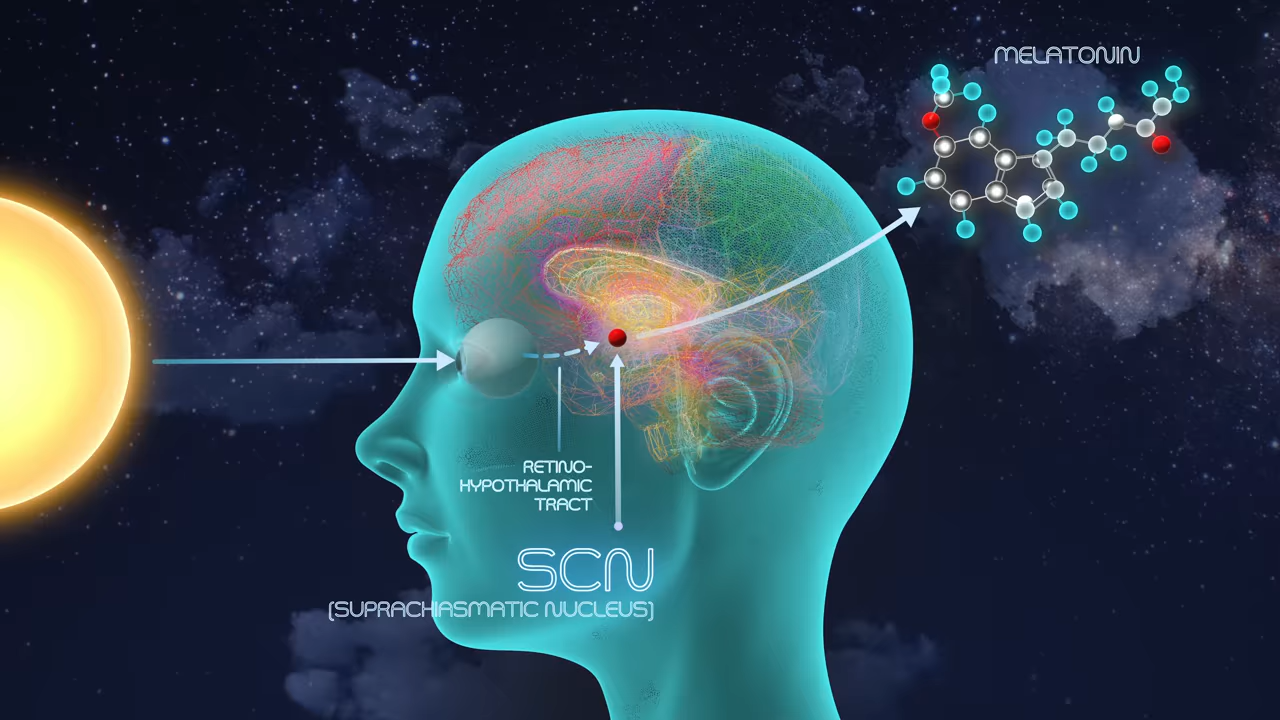 MELATONIN
RETINO-
HYPOTHALAMIC
TRACT
SCN
(SUPRACHIASMATIC NUCLEUS)